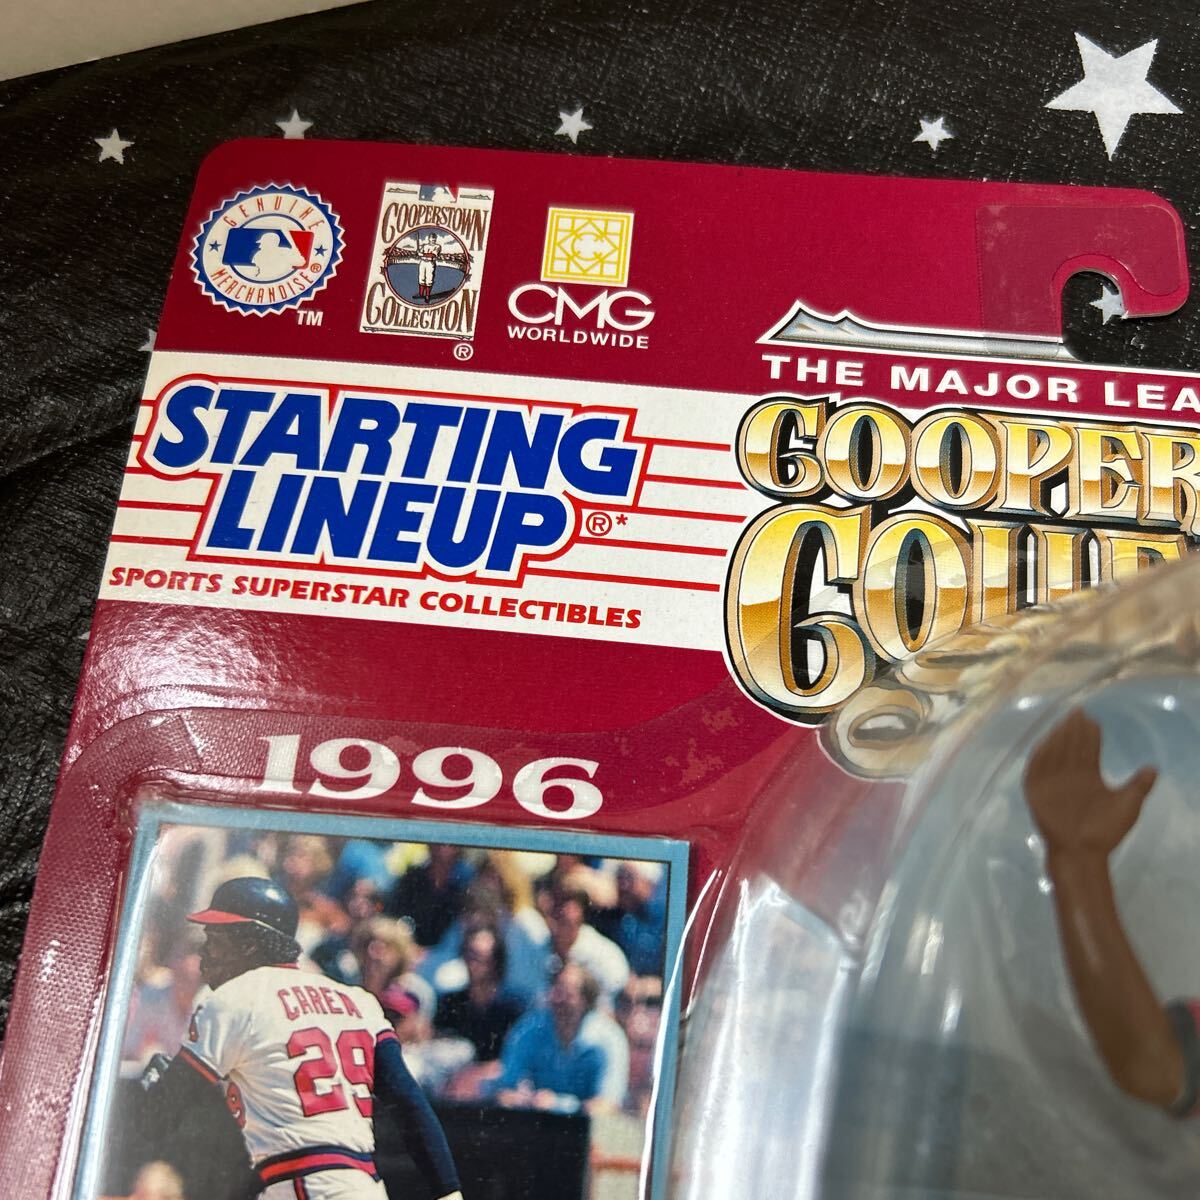 GENUINE
MERCHANDISE®
TM
COOPERSTOWN
COLLECTION
®
C
CMG
WORLDWIDE
THE MAJOR LEA
COOPER
COLLE
STARTING
LINEUP®*
SPORTS SUPERSTAR COLLECTIBLES
1996
CAREW
29